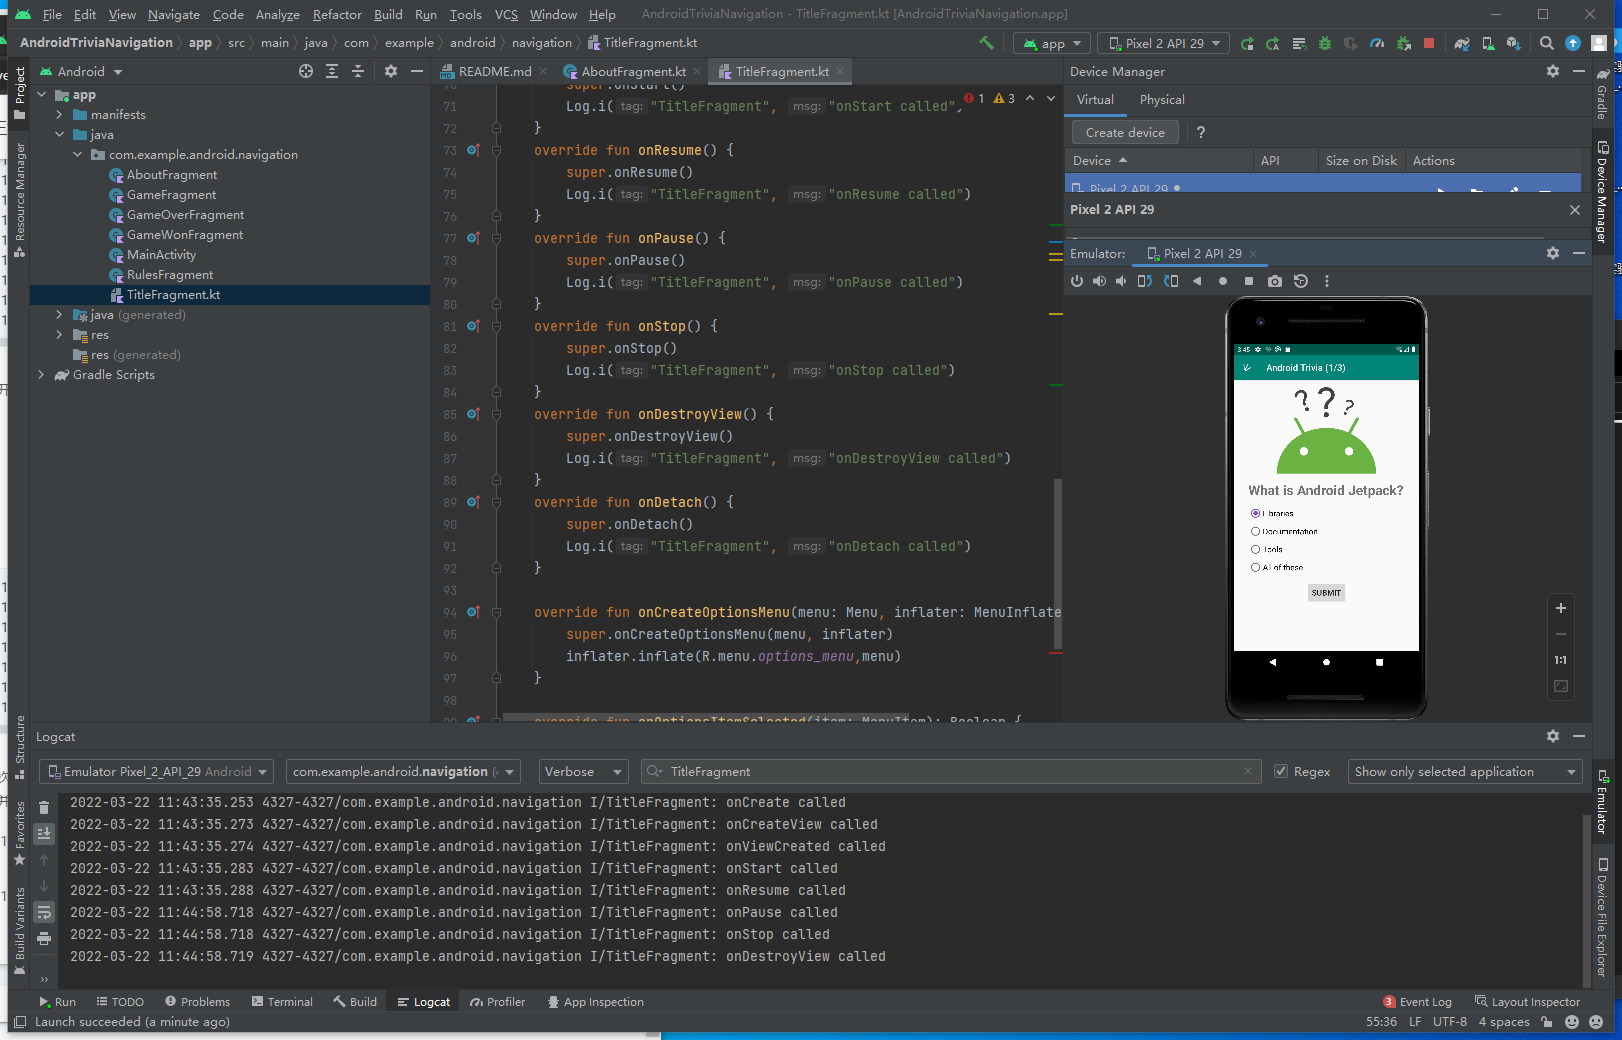 File Edit View Navigate Code Analyze Refactor Build Run Tools VCS Window Help AndroidTriviaNavigation - TitleFragment.kt [AndroidTriviaNavigation.app]
AndroidTriviaNavigation app src main java com example android navigation TitleFragment.kt
app Pixel 2 API 29
Project
Resource Manager
Structure
Favorites
Build Variants
Android
app
manifests
java
com.example.android.navigation
AboutFragment
GameFragment
GameOverFragment
GameWonFragment
MainActivity
RulesFragment
TitleFragment.kt
java (generated)
res
res (generated)
Gradle Scripts
README.md AboutFragment.kt TitleFragment.kt
1 3
70 super.onStart()
71 Log.i( tag: "TitleFragment", msg: "onStart called",
72 }
73 override fun onResume() {
74 super.onResume()
75 Log.i( tag: "TitleFragment", msg: "onResume called")
76 }
77 override fun onPause() {
78 super.onPause()
79 Log.i( tag: "TitleFragment", msg: "onPause called")
80 }
81 override fun onStop() {
82 super.onStop()
83 Log.i( tag: "TitleFragment", msg: "onStop called")
84 }
85 override fun onDestroyView() {
86 super.onDestroyView()
87 Log.i( tag: "TitleFragment", msg: "onDestroyView called")
88 }
89 override fun onDetach() {
90 super.onDetach()
91 Log.i( tag: "TitleFragment", msg: "onDetach called")
92 }
93
94 override fun onCreateOptionsMenu(menu: Menu, inflater: MenuInflate
95 super.onCreateOptionsMenu(menu, inflater)
96 inflater.inflate(R.menu.options_menu,menu)
97 }
98
99 override fun onOptionsItemSelected(item: MenuItem): Boolean {
Device Manager
Virtual Physical
Create device ?
Device API Size on Disk Actions
Pixel 2 API 29
Pixel 2 API 29
Emulator: Pixel 2 API 29
3:45
Android Trivia (1/3)
What is Android Jetpack?
Libraries
Documentation
Tools
All of these
SUBMIT
1:1
Gradle
Device Manager
Emulator
Device File Explorer
Logcat
Emulator Pixel_2_API_29 Android com.example.android.navigation ( Verbose TitleFragment Regex Show only selected application
2022-03-22 11:43:35.253 4327-4327/com.example.android.navigation I/TitleFragment: onCreate called
2022-03-22 11:43:35.273 4327-4327/com.example.android.navigation I/TitleFragment: onCreateView called
2022-03-22 11:43:35.274 4327-4327/com.example.android.navigation I/TitleFragment: onViewCreated called
2022-03-22 11:43:35.283 4327-4327/com.example.android.navigation I/TitleFragment: onStart called
2022-03-22 11:43:35.288 4327-4327/com.example.android.navigation I/TitleFragment: onResume called
2022-03-22 11:44:58.718 4327-4327/com.example.android.navigation I/TitleFragment: onPause called
2022-03-22 11:44:58.718 4327-4327/com.example.android.navigation I/TitleFragment: onStop called
2022-03-22 11:44:58.719 4327-4327/com.example.android.navigation I/TitleFragment: onDestroyView called
Run TODO Problems Terminal Build Logcat Profiler App Inspection 3 Event Log Layout Inspector
Launch succeeded (a minute ago) 55:36 LF UTF-8 4 spaces